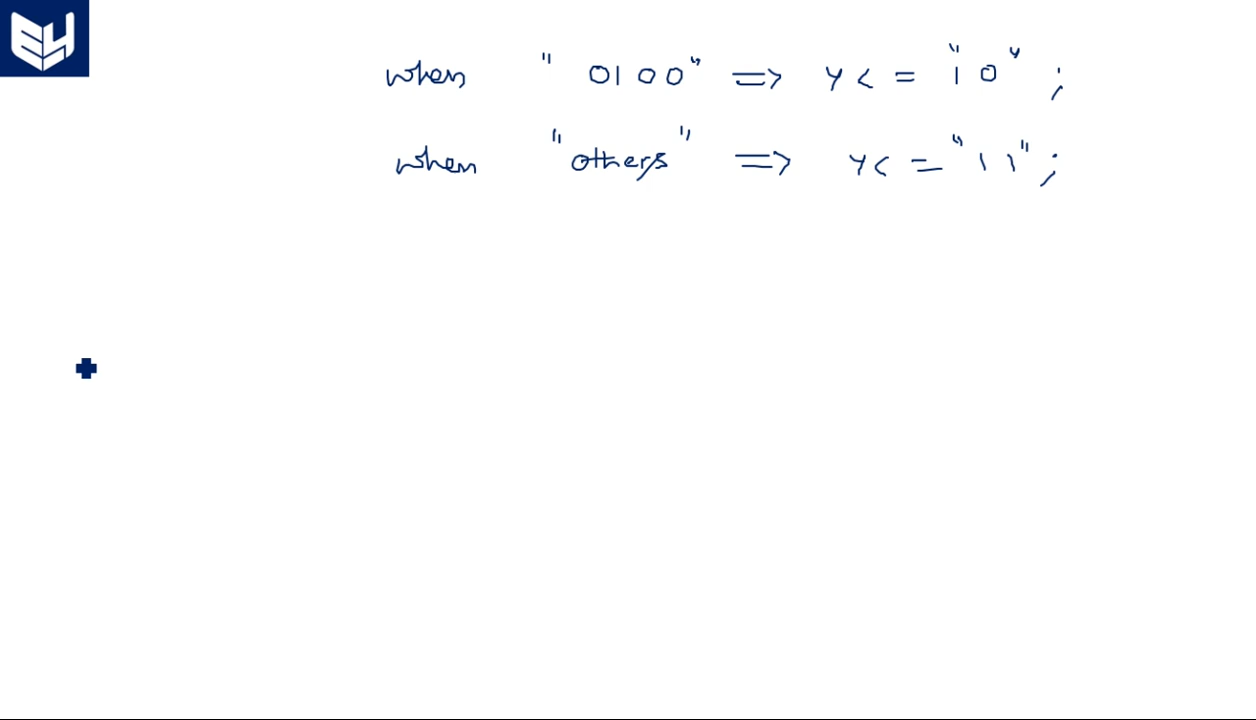 when "0100" => y <= "10";
when "others" => y <= "11";